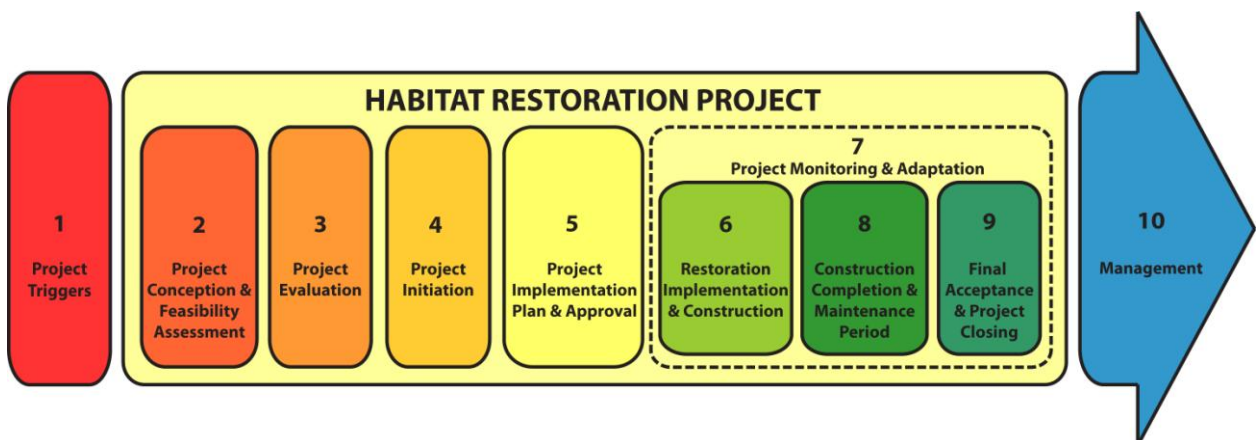 HABITAT RESTORATION PROJECT
1
Project
Triggers
2
Project
Conception &
Feasibility
Assessment
3
Project
Evaluation
4
Project
Initiation
5
Project
Implementation
Plan & Approval
7
Project Monitoring & Adaptation
6
Restoration
Implementation
& Construction
8
Construction
Completion &
Maintenance
Period
9
Final
Acceptance
& Project
Closing
10
Management